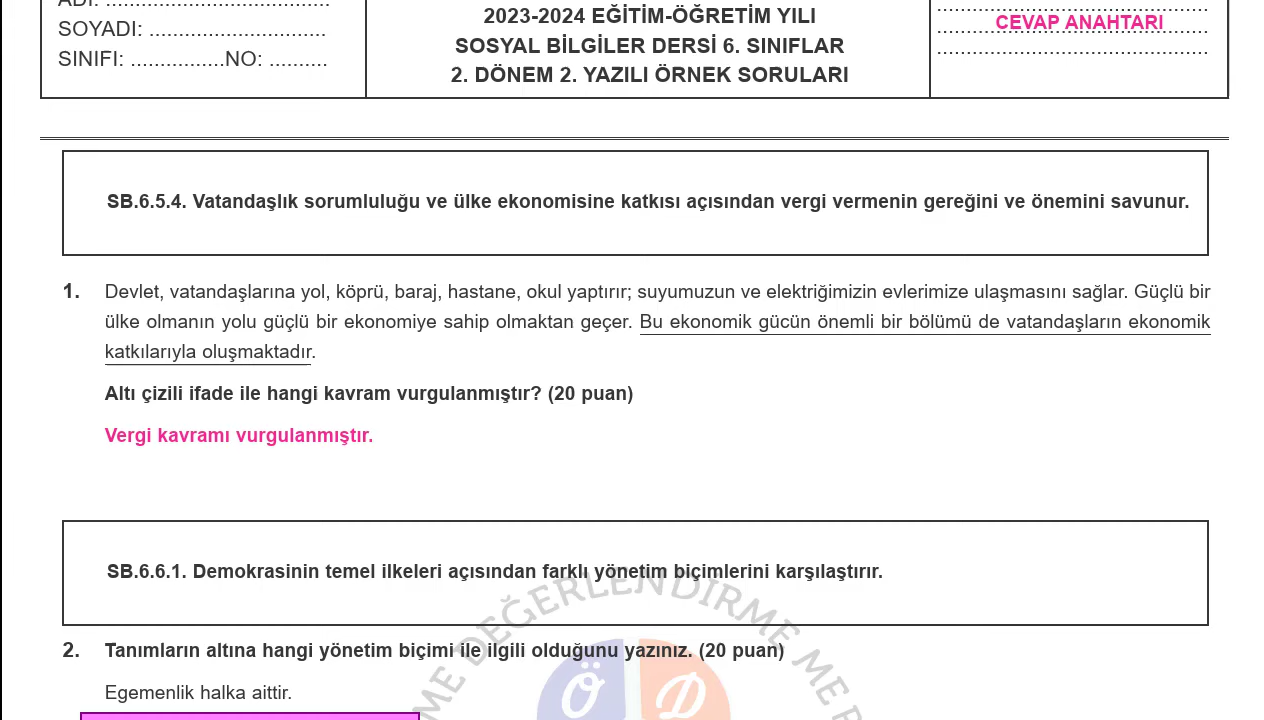 ADI: ......................................
SOYADI: ..............................
SINIFI: ................NO: ..........
2023-2024 EĞİTİM-ÖĞRETİM YILI
SOSYAL BİLGİLER DERSİ 6. SINIFLAR
2. DÖNEM 2. YAZILI ÖRNEK SORULARI
CEVAP ANAHTARI
SB.6.5.4. Vatandaşlık sorumluluğu ve ülke ekonomisine katkısı açısından vergi vermenin gereğini ve önemini savunur.
1. Devlet, vatandaşlarına yol, köprü, baraj, hastane, okul yaptırır; suyumuzun ve elektriğimizin evlerimize ulaşmasını sağlar. Güçlü bir
ülke olmanın yolu güçlü bir ekonomiye sahip olmaktan geçer. Bu ekonomik gücün önemli bir bölümü de vatandaşların ekonomik
katkılarıyla oluşmaktadır.
Altı çizili ifade ile hangi kavram vurgulanmıştır? (20 puan)
Vergi kavramı vurgulanmıştır.
SB.6.6.1. Demokrasinin temel ilkeleri açısından farklı yönetim biçimlerini karşılaştırır.
DEĞERLENDİRME
2. Tanımların altına hangi yönetim biçimi ile ilgili olduğunu yazınız. (20 puan)
Egemenlik halka aittir.
ÖD